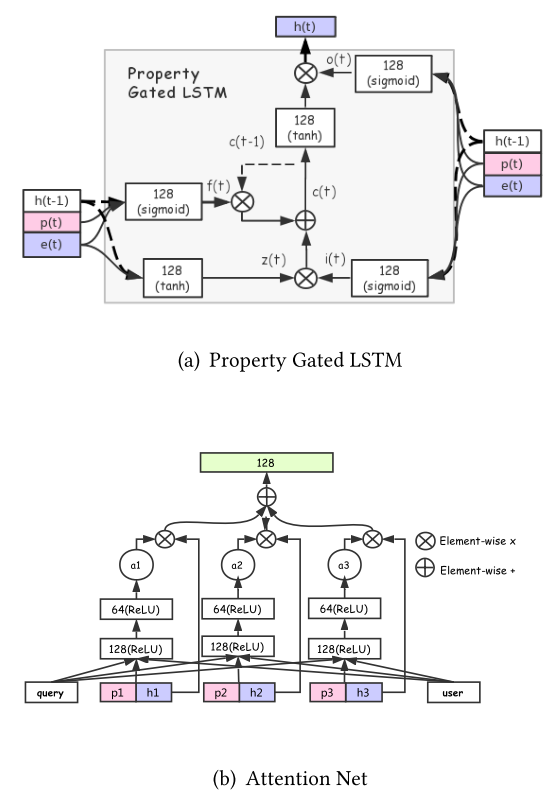 h(t)
Property
Gated LSTM
o(t)
128
(sigmoid)
128
(tanh)
c(t-1)
h(t-1)
p(t)
e(t)
h(t-1)
p(t)
e(t)
128
(sigmoid)
f(t)
c(t)
128
(tanh)
z(t)
i(t)
128
(sigmoid)
(a) Property Gated LSTM
128
a1
a2
a3
Element-wise x
Element-wise +
64(ReLU)
64(ReLU)
64(ReLU)
128(ReLU)
128(ReLU)
128(ReLU)
query
p1
h1
p2
h2
p3
h3
user
(b) Attention Net